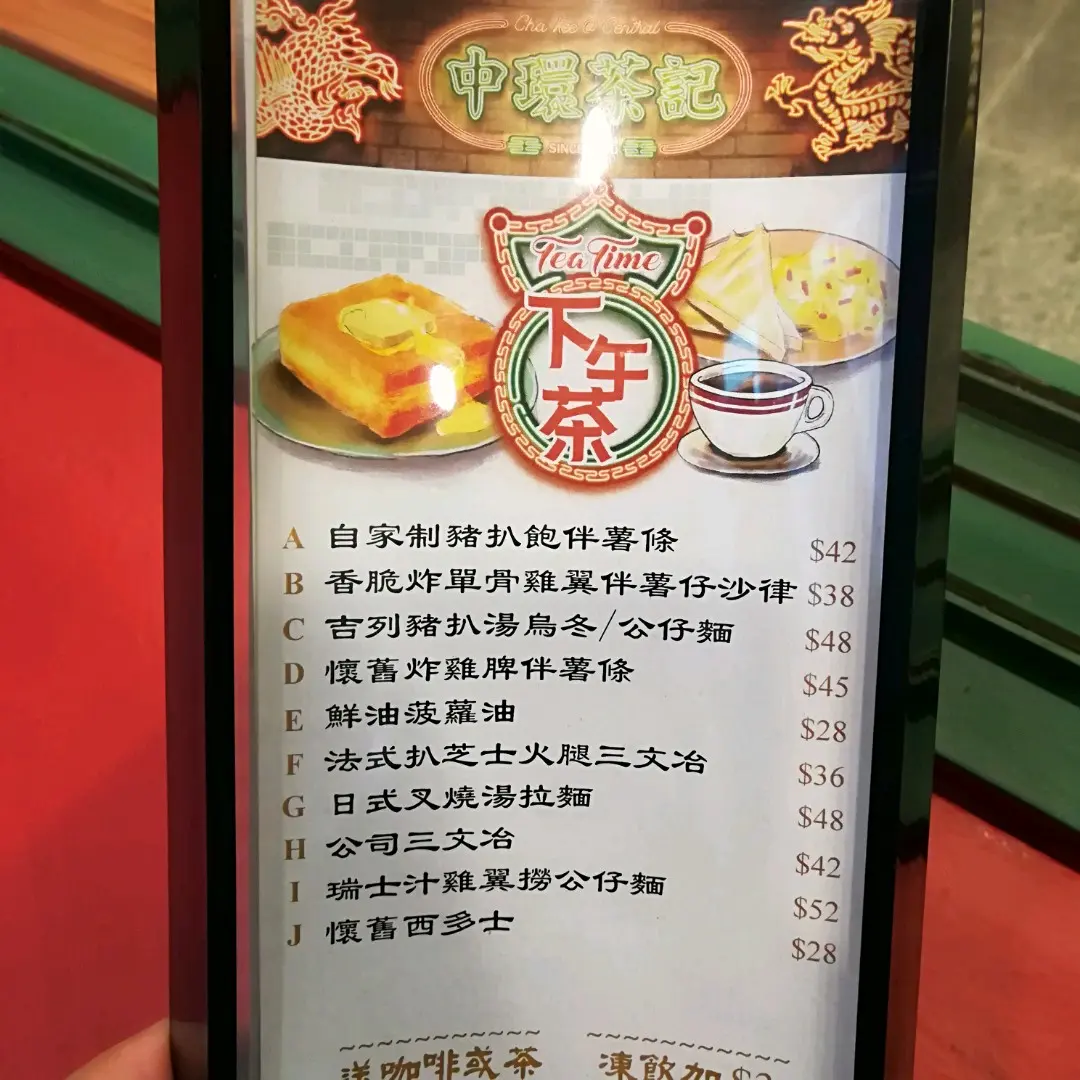 Cha Kee @ Central
中環茶記
SINCE
Tea Time
下午茶
A 自家制豬扒飽伴薯條 $42
B 香脆炸單骨雞翼伴薯仔沙律 $38
C 吉列豬扒湯烏冬/公仔麵 $48
D 懷舊炸雞脾伴薯條 $45
E 鮮油菠蘿油 $28
F 法式扒芝士火腿三文冶 $36
G 日式叉燒湯拉麵 $48
H 公司三文冶 $42
I 瑞士汁雞翼撈公仔麵 $52
J 懷舊西多士 $28
送咖啡或茶 凍飲加